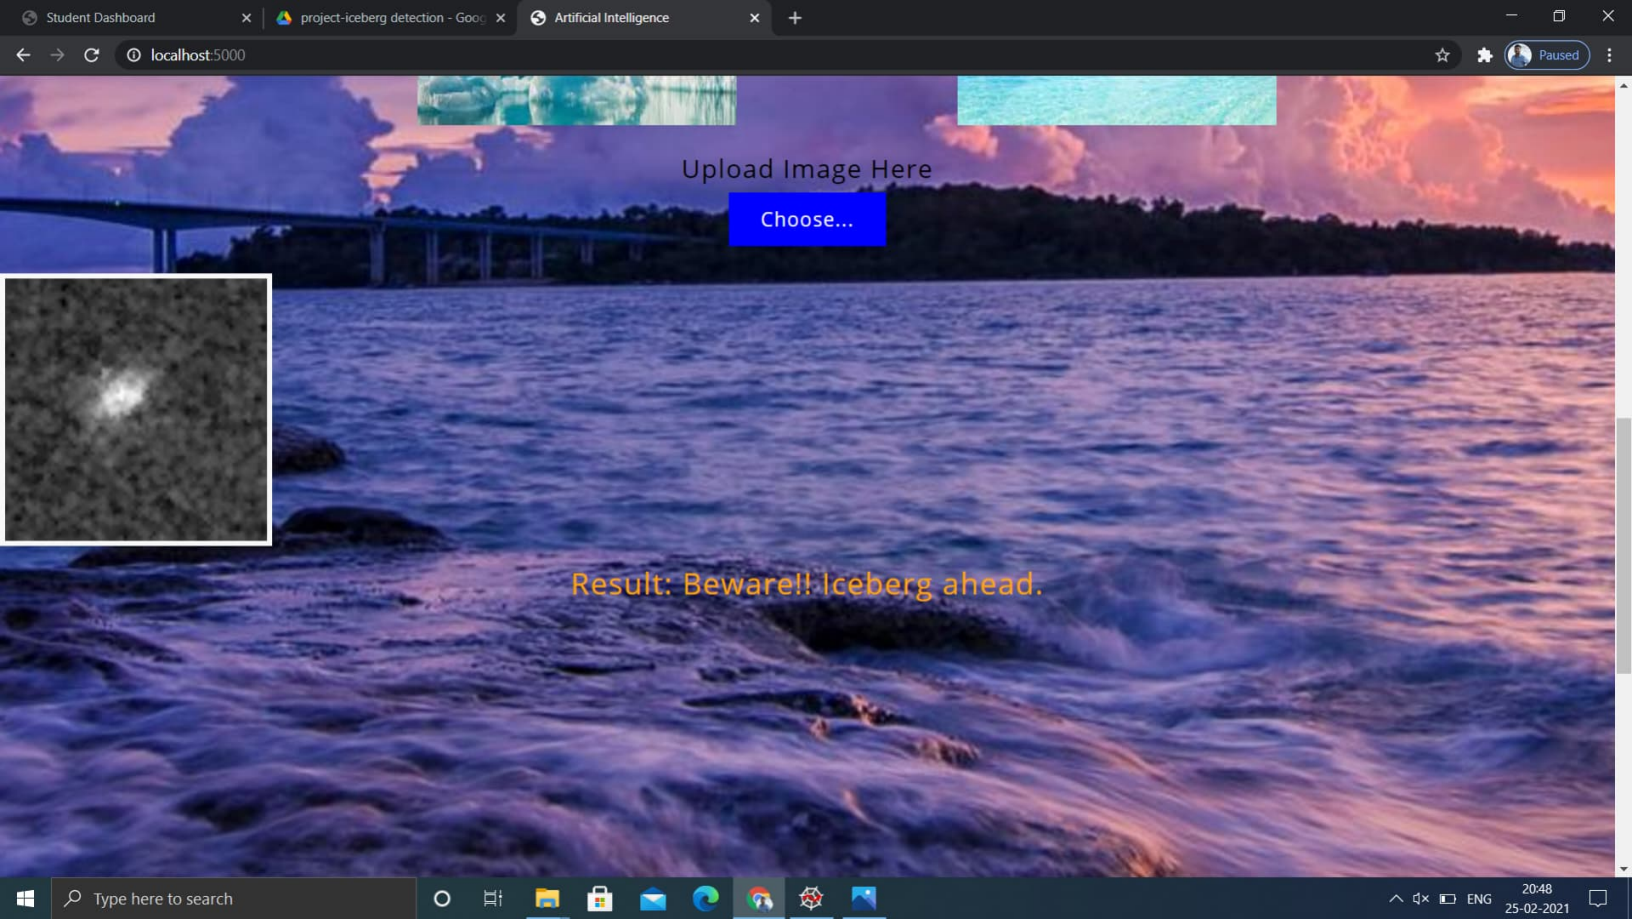 Student Dashboard
project-iceberg detection - Goog
Artificial Intelligence
localhost:5000
Paused
Upload Image Here
Choose...
Result: Beware!! Iceberg ahead.
Type here to search
ENG
20:48
25-02-2021